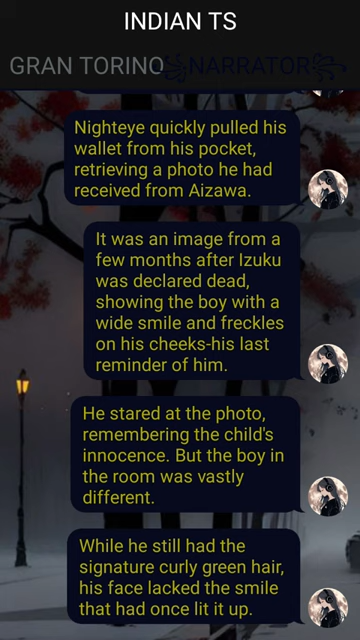 INDIAN TS
GRAN TORINO꧁NARRATOR꧂
Nighteye quickly pulled his
wallet from his pocket,
retrieving a photo he had
received from Aizawa.
It was an image from a
few months after Izuku
was declared dead,
showing the boy with a
wide smile and freckles
on his cheeks-his last
reminder of him.
He stared at the photo,
remembering the child's
innocence. But the boy in
the room was vastly
different.
While he still had the
signature curly green hair,
his face lacked the smile
that had once lit it up.